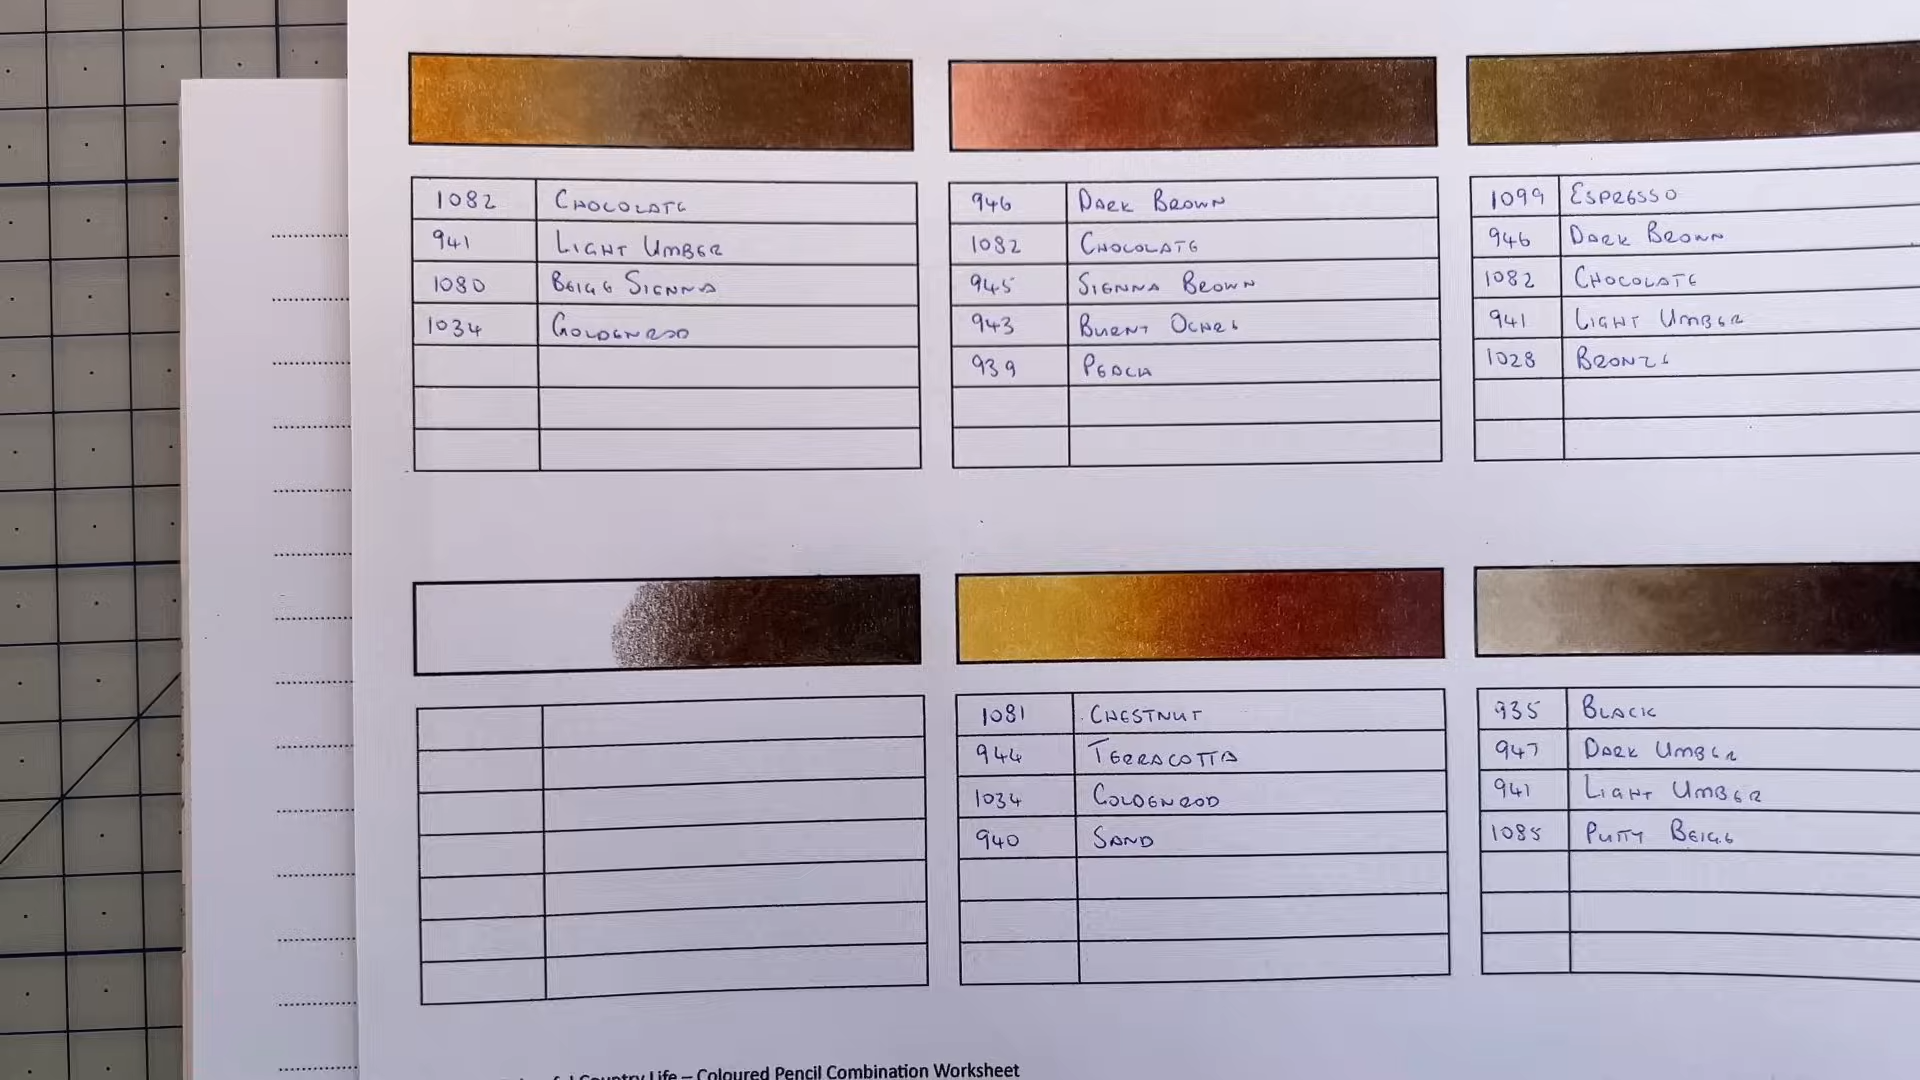 1082 CHOCOLATE
941 LIGHT UMBER
1080 BEIGE SIENNA
1034 GOLDENROD
946 DARK BROWN
1082 CHOCOLATE
945 SIENNA BROWN
943 BURNT OCHRE
939 PEACH
1099 ESPRESSO
946 DARK BROWN
1082 CHOCOLATE
941 LIGHT UMBER
1028 BRONZE
1081 CHESTNUT
944 TERRACOTTA
1034 GOLDENROD
940 SAND
935 BLACK
947 DARK UMBER
941 LIGHT UMBER
1085 PUTTY BEIGE
Country Life – Coloured Pencil Combination Worksheet